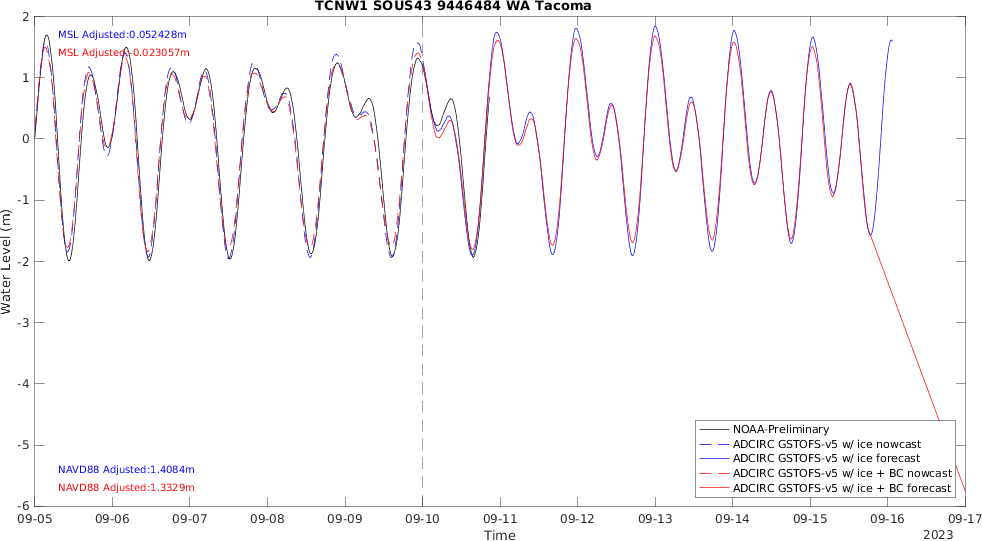 TCNW1 SOUS43 9446484 WA Tacoma
MSL Adjusted:0.052428m
MSL Adjusted:-0.023057m
2
1
0
-1
-2
-3
-4
-5
-6
Water Level (m)
NAVD88 Adjusted:1.4084m
NAVD88 Adjusted:1.3329m
NOAA-Preliminary
ADCIRC GSTOFS-v5 w/ ice nowcast
ADCIRC GSTOFS-v5 w/ ice forecast
ADCIRC GSTOFS-v5 w/ ice + BC nowcast
ADCIRC GSTOFS-v5 w/ ice + BC forecast
09-05 09-06 09-07 09-08 09-09 09-10 09-11 09-12 09-13 09-14 09-15 09-16 09-17
Time
2023